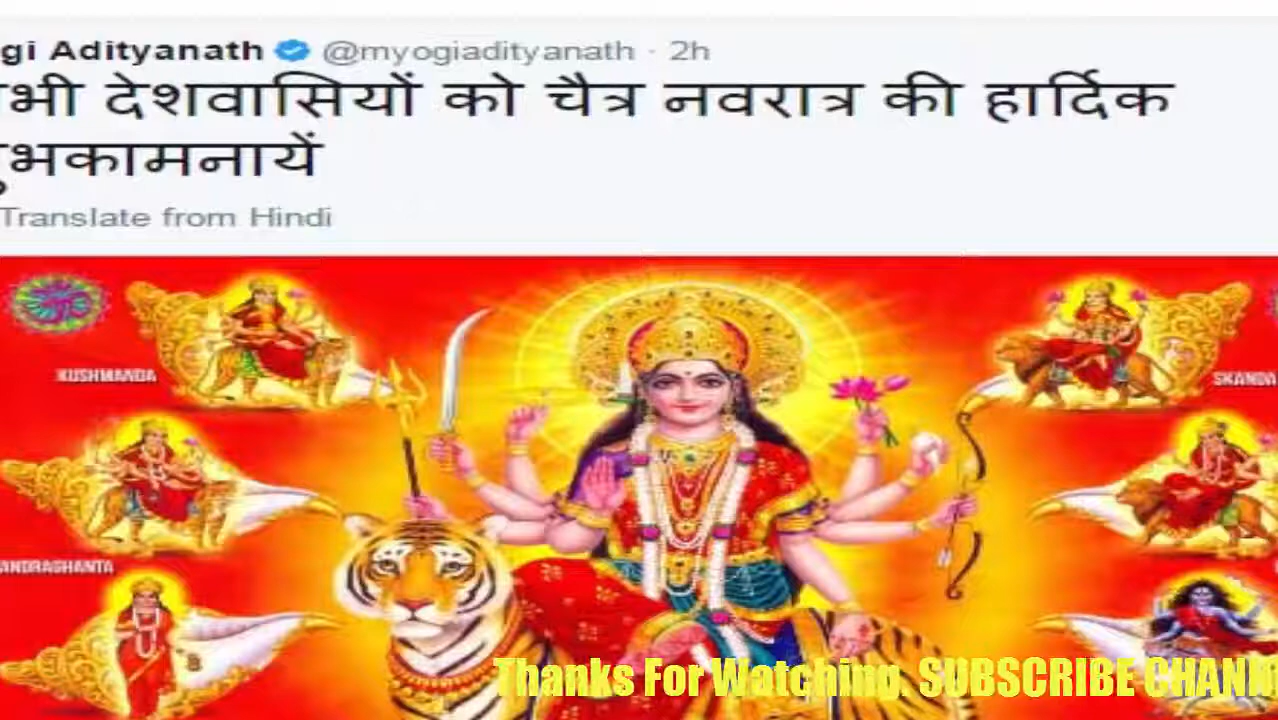 gi Adityanath @myogiadityanath · 2h
भी देशवासियों को चैत्र नवरात्र की हार्दिक
भकामनायें
Translate from Hindi
KUSHMANDA
SKANDA
ANDRAGHANTA
Thanks For Watching. SUBSCRIBE CHANN